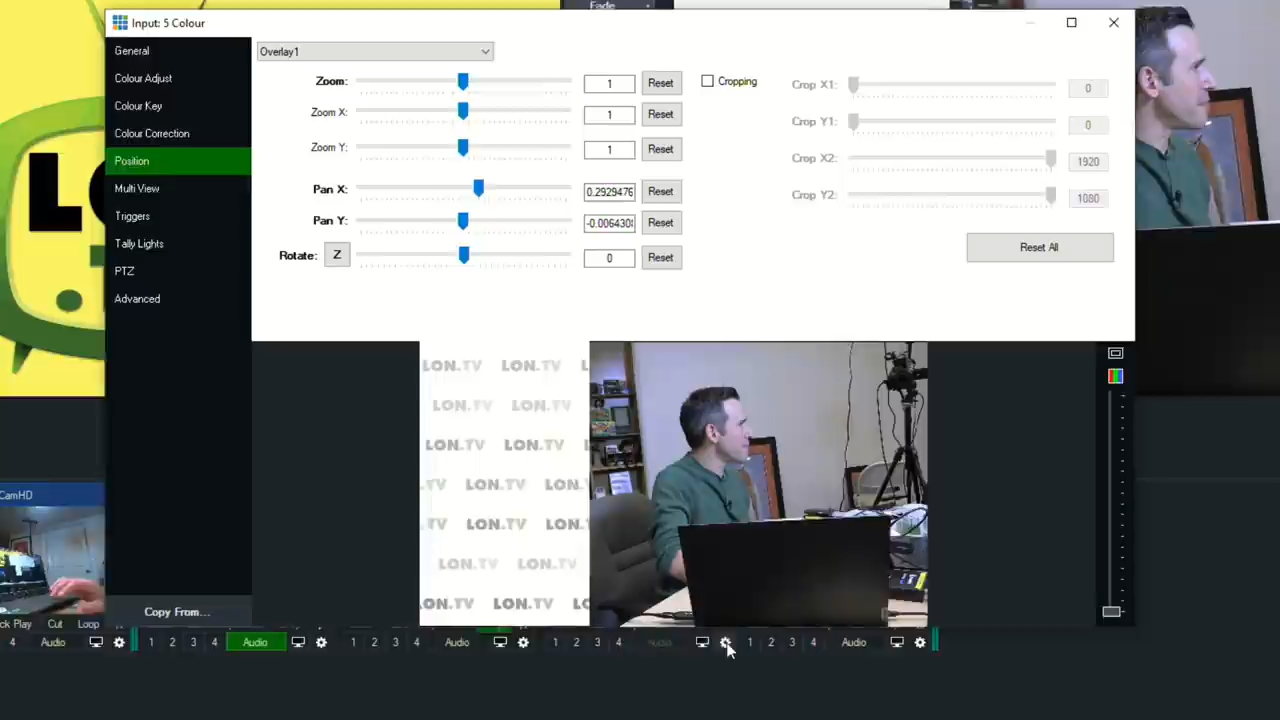 Fade
Input: 5 Colour
General
Colour Adjust
Colour Key
Colour Correction
Position
Multi View
Triggers
Tally Lights
PTZ
Advanced
Copy From...
Overlay1
Zoom: 1 Reset
Zoom X: 1 Reset
Zoom Y: 1 Reset
Pan X: 0.2929476 Reset
Pan Y: -0.006430 Reset
Rotate: Z 0 Reset
Cropping
Crop X1: 0
Crop Y1: 0
Crop X2: 1920
Crop Y2: 1080
Reset All
LO
LON.TV LON.TV L
LON.TV LON.TV
LON.TV LON.TV
.TV LON.TV LON.
TV LON.TV LON.
LON.TV LON.TV
LON.TV LON.TV LO
CamHD
ck Play Cut Loop
4 Audio 1 2 3 4 Audio 1 2 3 4 Audio 1 2 3 4 Audio 1 2 3 4 Audio